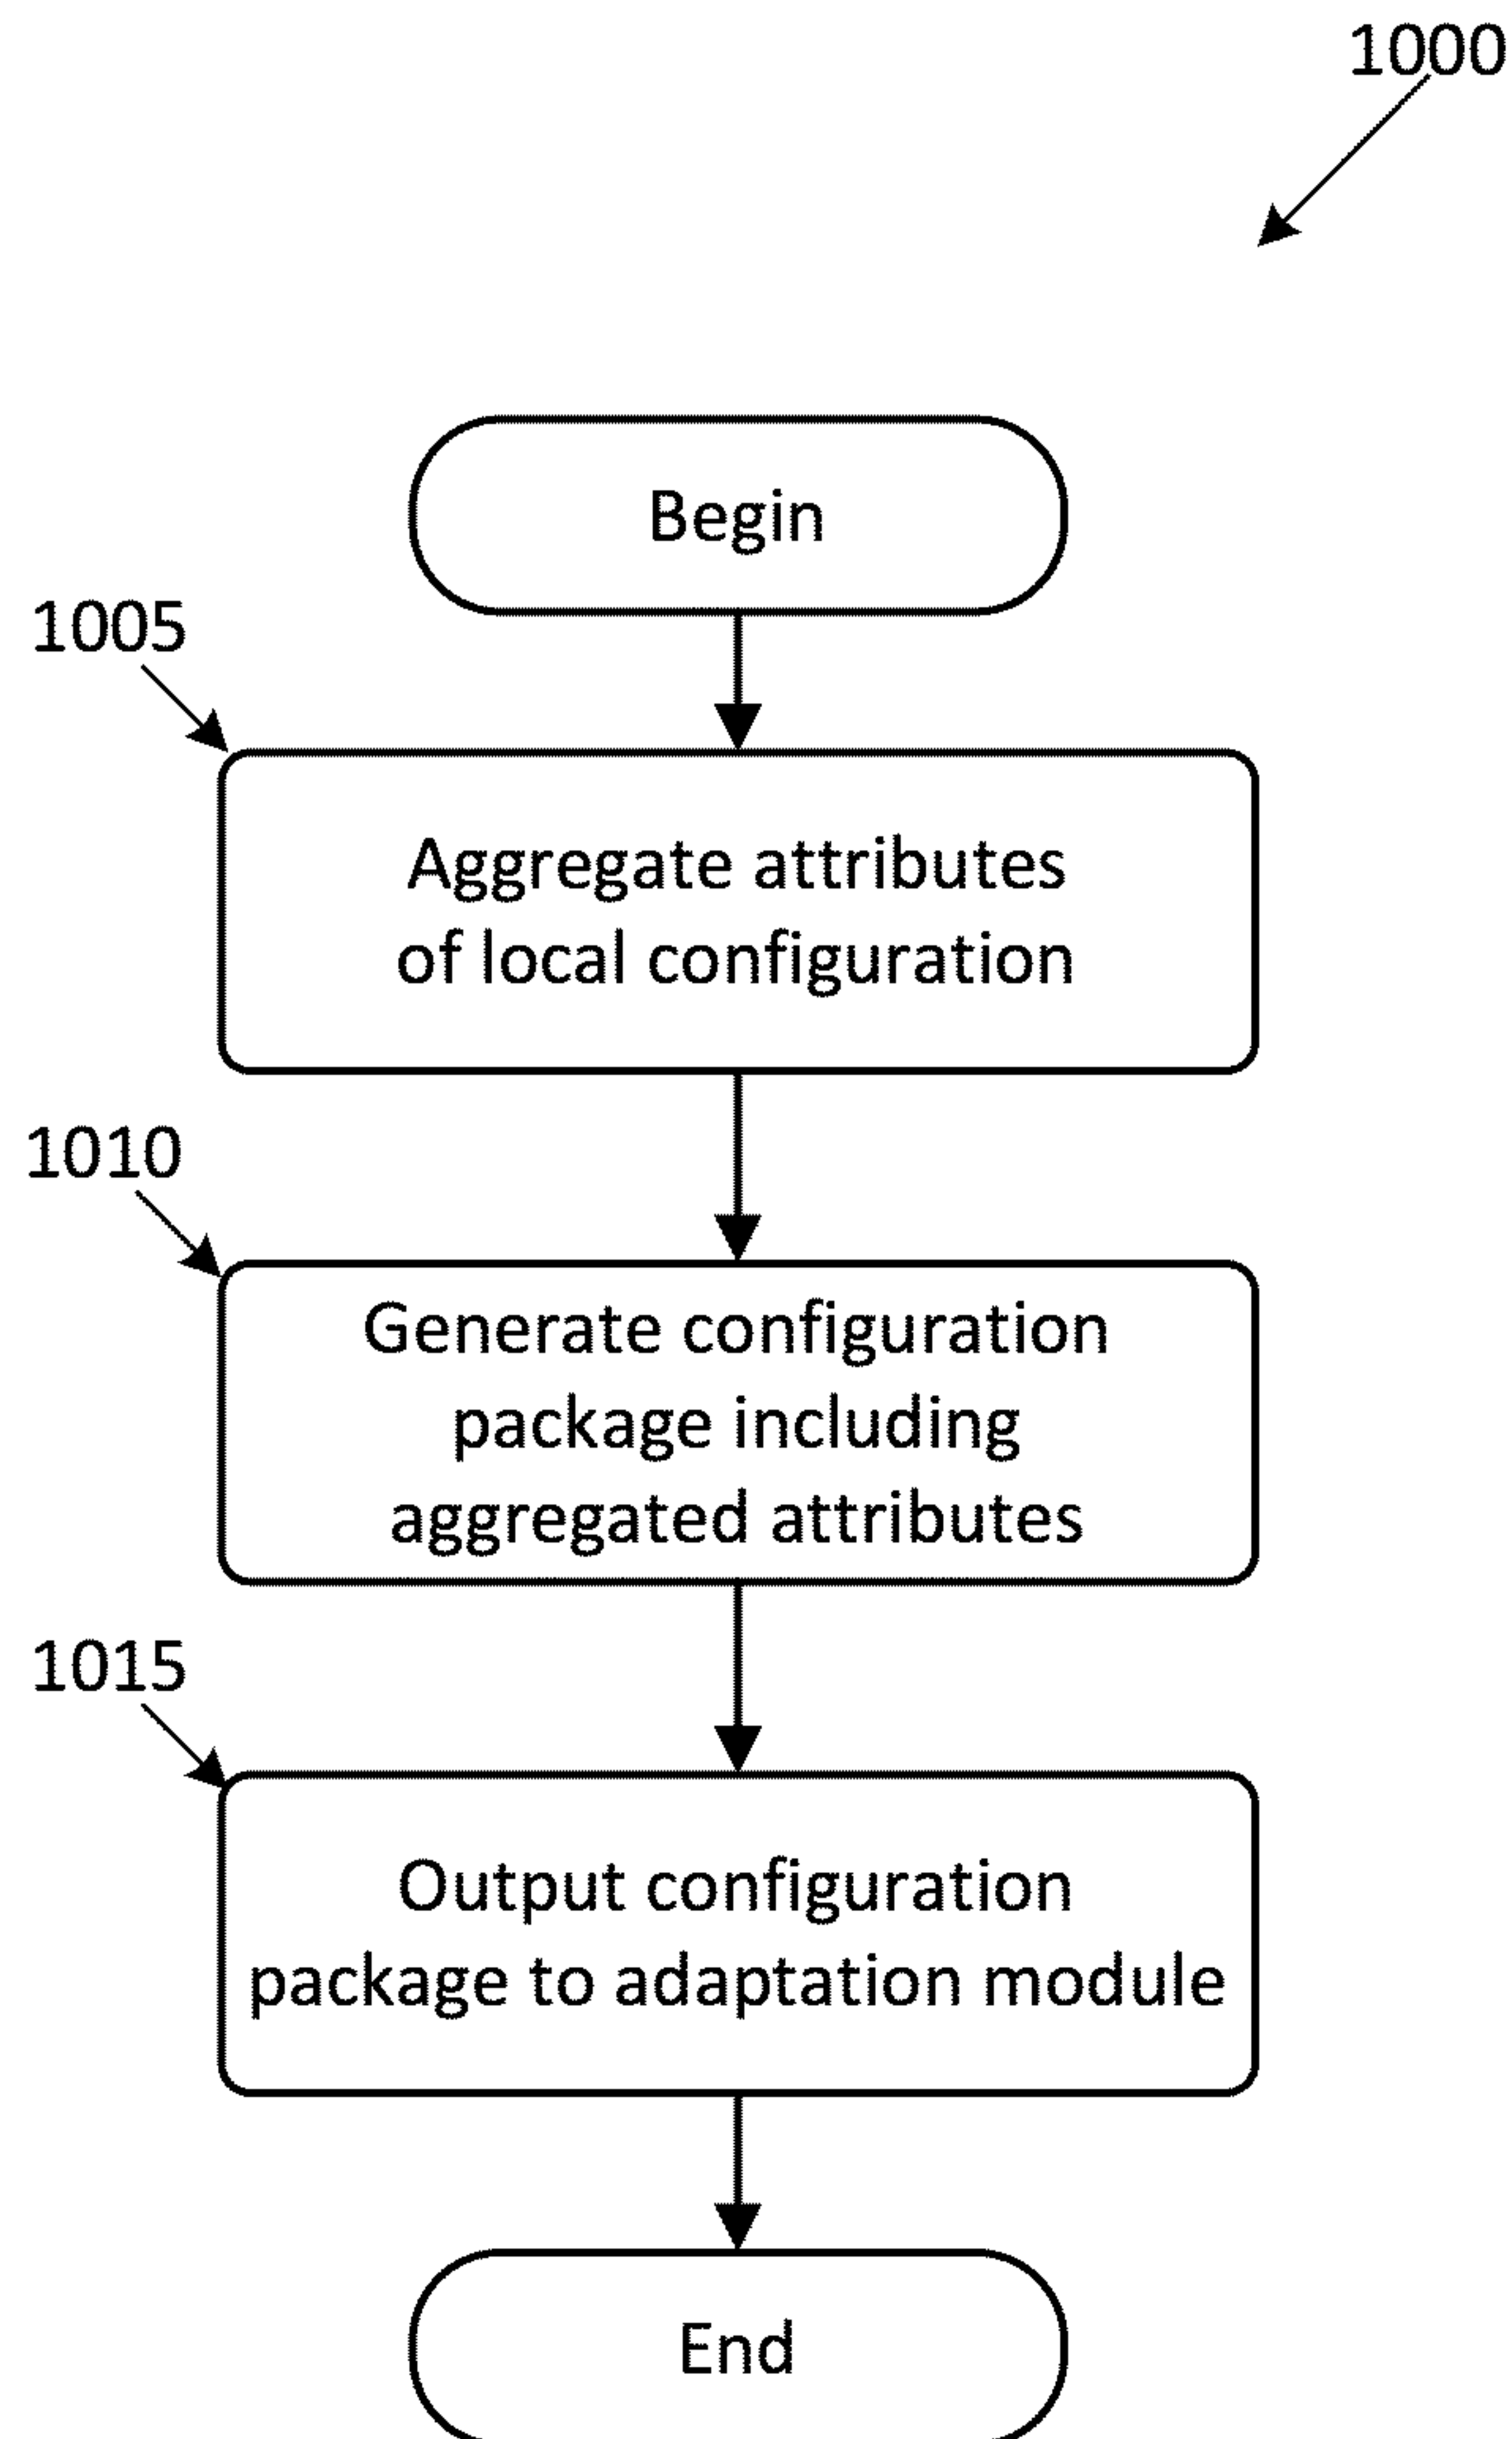 1000
Begin
1005
Aggregate attributes
of local configuration
1010
Generate configuration
package including
aggregated attributes
1015
Output configuration
package to adaptation module
End